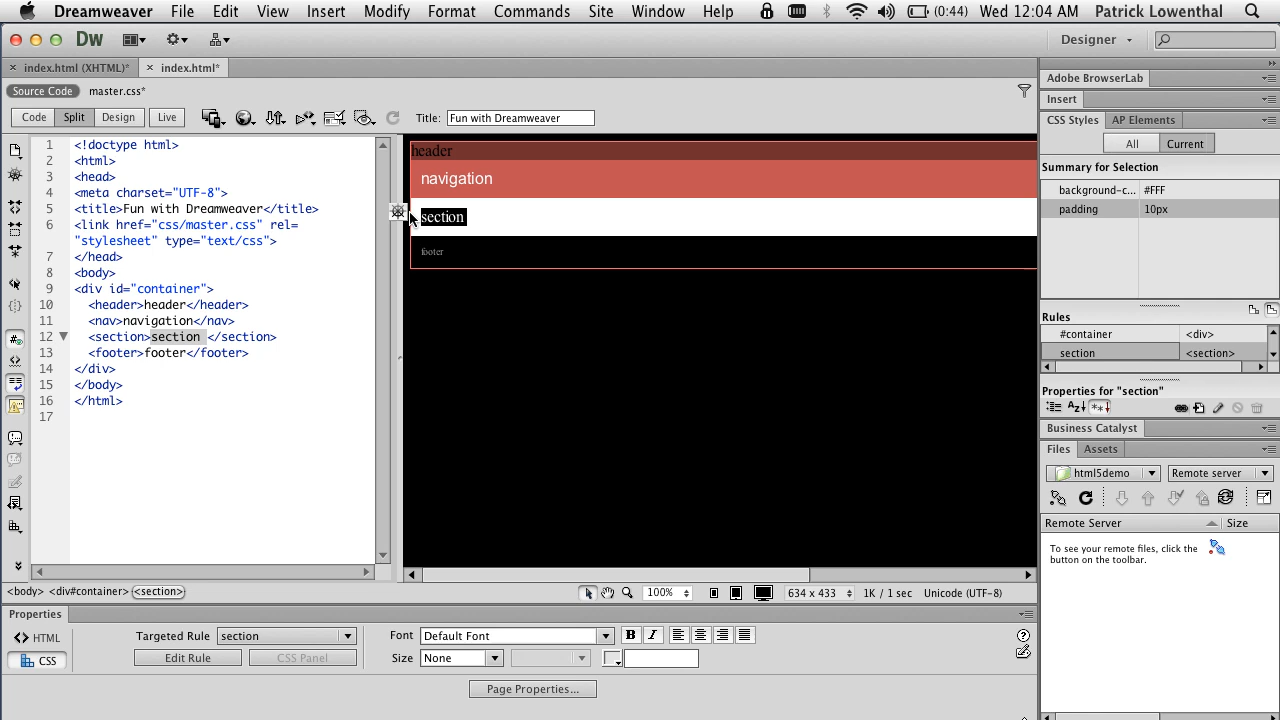 Dreamweaver File Edit View Insert Modify Format Commands Site Window Help (0:44) Wed 12:04 AM Patrick Lowenthal
Dw Designer
index.html (XHTML)* index.html*
Source Code master.css*
Code Split Design Live Title: Fun with Dreamweaver
1 <!doctype html>
2 <html>
3 <head>
4 <meta charset="UTF-8">
5 <title>Fun with Dreamweaver</title>
6 <link href="css/master.css" rel=
"stylesheet" type="text/css">
7 </head>
8 <body>
9 <div id="container">
10 <header>header</header>
11 <nav>navigation</nav>
12 <section>section </section>
13 <footer>footer</footer>
14 </div>
15 </body>
16 </html>
17
header
navigation
section
footer
Adobe BrowserLab
Insert
CSS Styles AP Elements
All Current
Summary for Selection
background-c... #FFF
padding 10px
Rules
#container <div>
section <section>
Properties for "section"
Az
Business Catalyst
Files Assets
html5demo Remote server
Remote Server Size
To see your remote files, click the
button on the toolbar.
<body> <div#container> <section> 100% 634 x 433 1K / 1 sec Unicode (UTF-8)
Properties
<> HTML Targeted Rule section Font Default Font B I
CSS Edit Rule CSS Panel Size None
Page Properties...